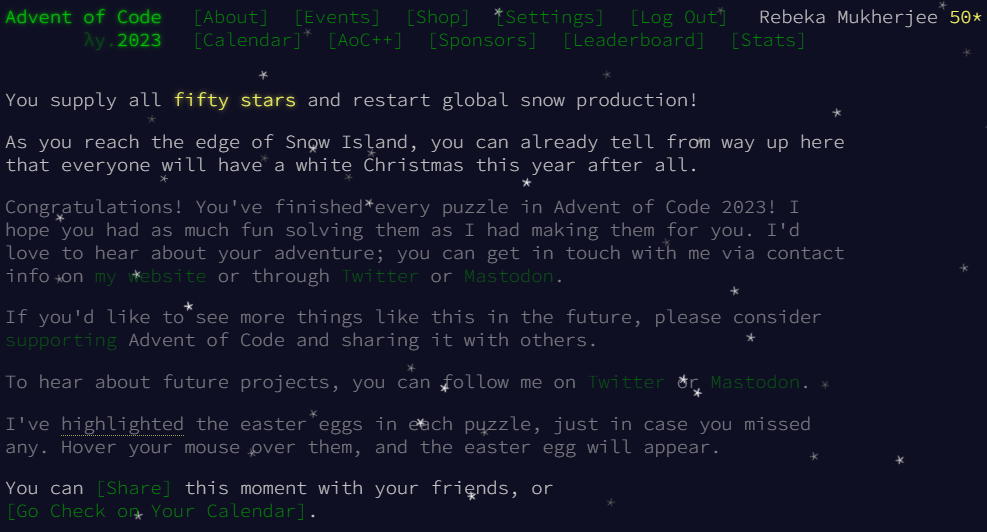 Advent of Code [About] [Events] [Shop] [Settings] [Log Out] Rebeka Mukherjee 50*
λy.2023 [Calendar] [AoC++] [Sponsors] [Leaderboard] [Stats]
You supply all fifty stars and restart global snow production!
As you reach the edge of Snow Island, you can already tell from way up here
that everyone will have a white Christmas this year after all.
Congratulations! You've finished every puzzle in Advent of Code 2023! I
hope you had as much fun solving them as I had making them for you. I'd
love to hear about your adventure; you can get in touch with me via contact
info on my website or through Twitter or Mastodon.
If you'd like to see more things like this in the future, please consider
supporting Advent of Code and sharing it with others.
To hear about future projects, you can follow me on Twitter or Mastodon.
I've highlighted the easter eggs in each puzzle, just in case you missed
any. Hover your mouse over them, and the easter egg will appear.
You can [Share] this moment with your friends, or
[Go Check on Your Calendar].